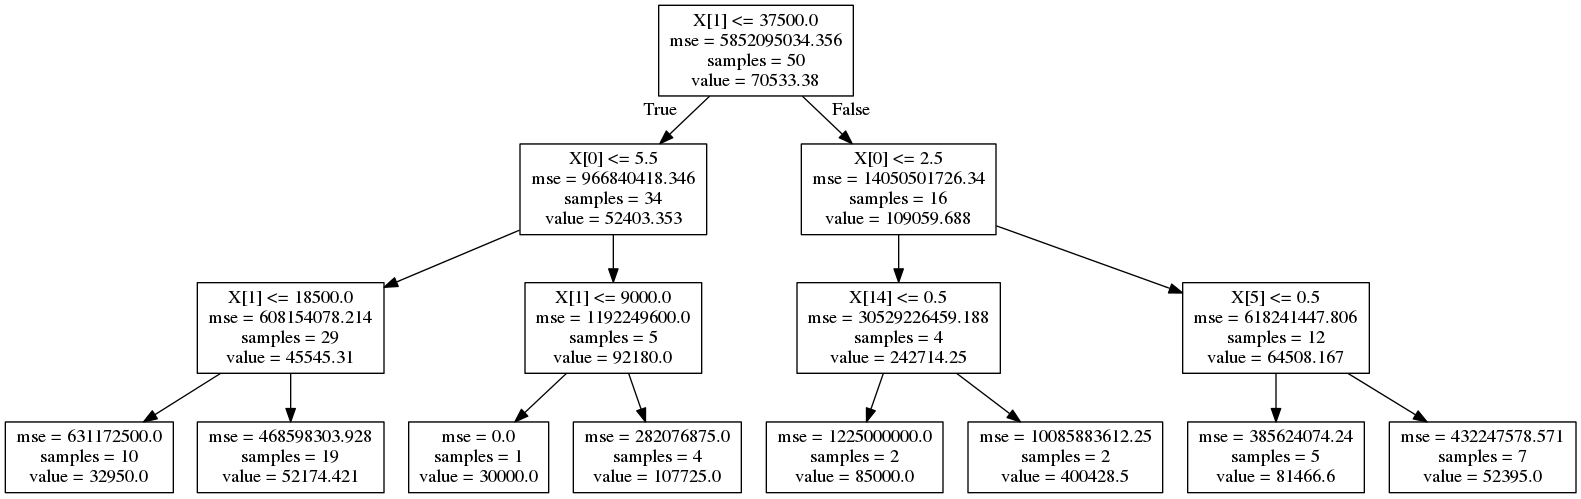 X[1] <= 37500.0
mse = 5852095034.356
samples = 50
value = 70533.38
True
False
X[0] <= 5.5
mse = 966840418.346
samples = 34
value = 52403.353
X[0] <= 2.5
mse = 14050501726.34
samples = 16
value = 109059.688
X[1] <= 18500.0
mse = 608154078.214
samples = 29
value = 45545.31
X[1] <= 9000.0
mse = 1192249600.0
samples = 5
value = 92180.0
X[14] <= 0.5
mse = 30529226459.188
samples = 4
value = 242714.25
X[5] <= 0.5
mse = 618241447.806
samples = 12
value = 64508.167
mse = 631172500.0
samples = 10
value = 32950.0
mse = 468598303.928
samples = 19
value = 52174.421
mse = 0.0
samples = 1
value = 30000.0
mse = 282076875.0
samples = 4
value = 107725.0
mse = 1225000000.0
samples = 2
value = 85000.0
mse = 10085883612.25
samples = 2
value = 400428.5
mse = 385624074.24
samples = 5
value = 81466.6
mse = 432247578.571
samples = 7
value = 52395.0